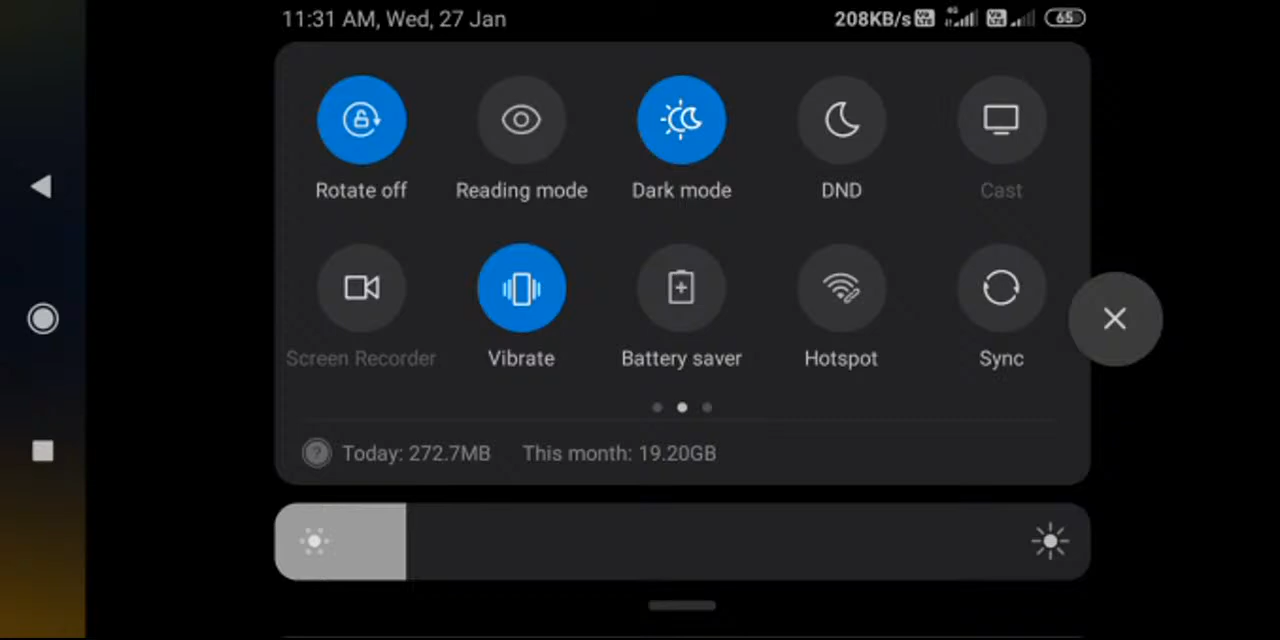 11:31 AM, Wed, 27 Jan 208KB/s 4G 65
Rotate off Reading mode Dark mode DND Cast
Screen Recorder Vibrate Battery saver Hotspot Sync
? Today: 272.7MB This month: 19.20GB